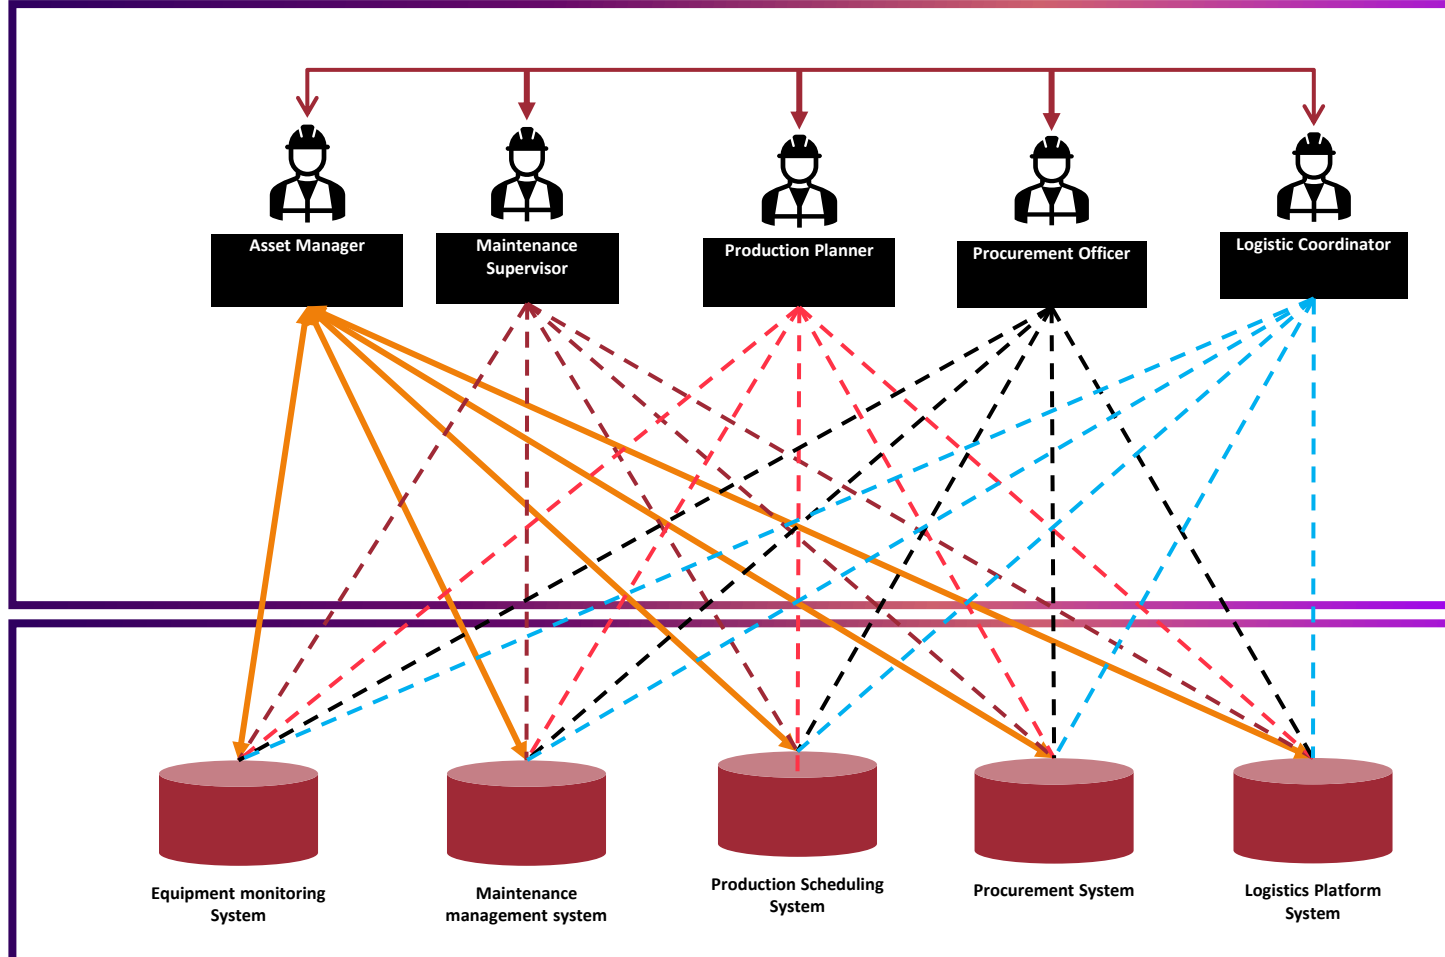 Asset Manager
Maintenance
Supervisor
Production Planner
Procurement Officer
Logistic Coordinator
Equipment monitoring
System
Maintenance
management system
Production Scheduling
System
Procurement System
Logistics Platform
System